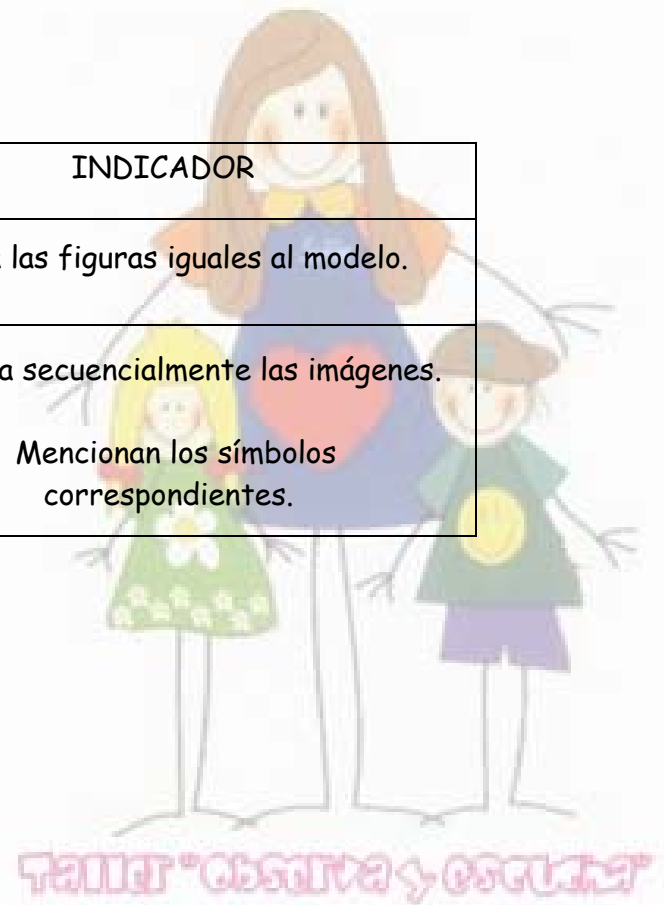 INDICADOR
las figuras iguales al modelo.
a secuencialmente las imágenes.
Mencionan los símbolos
correspondientes.
Taller "Observa y escucha"